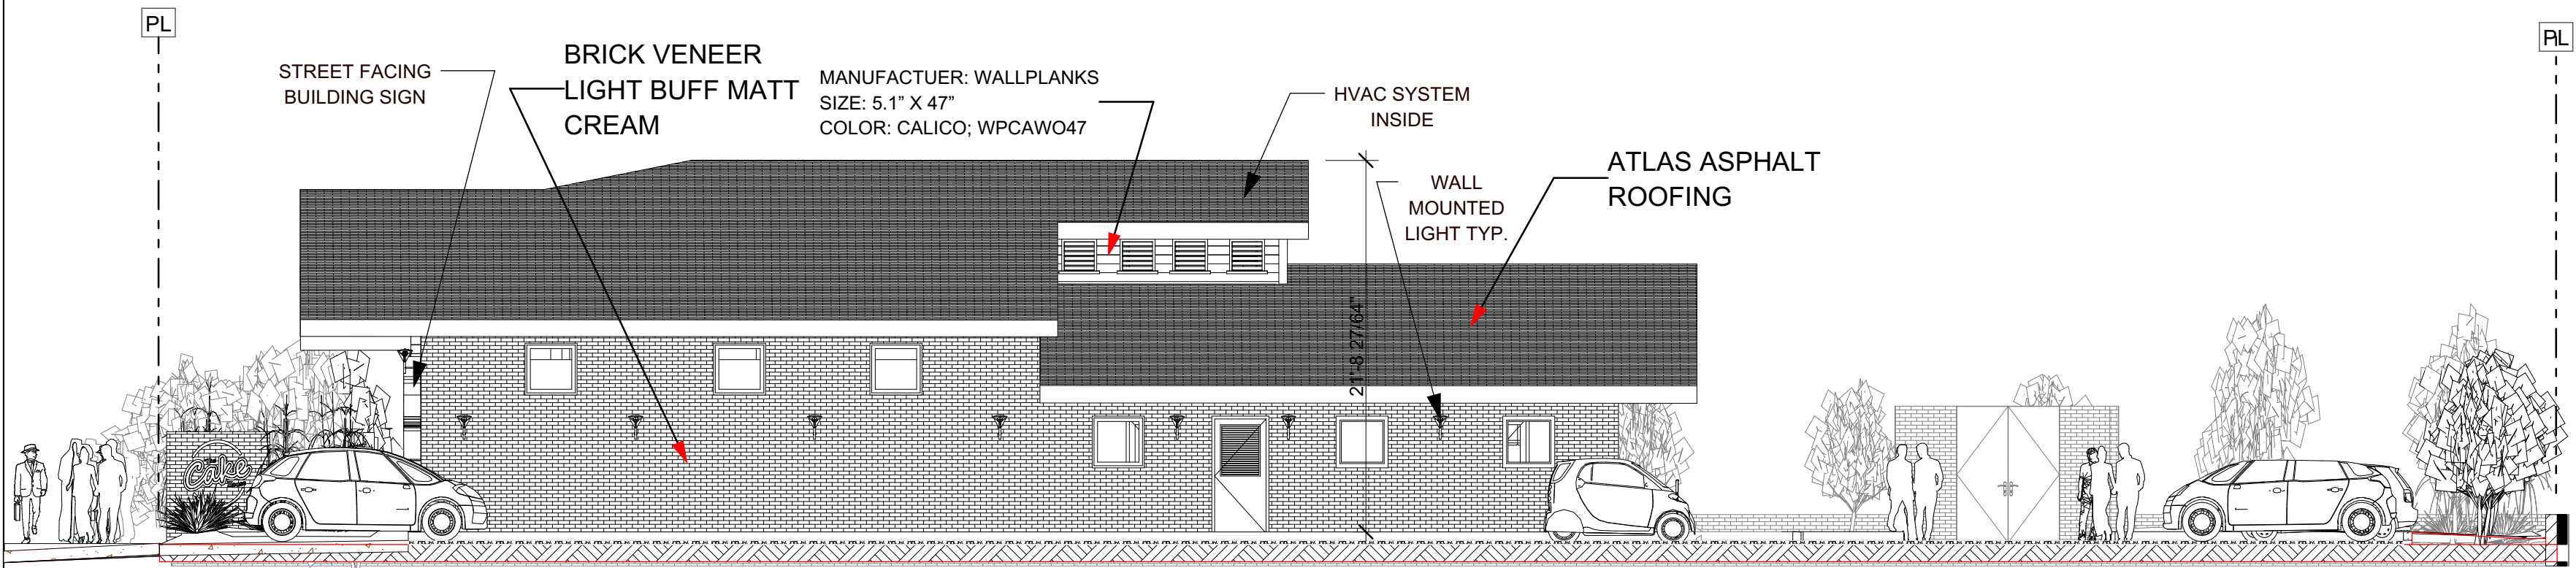 PL
PL
STREET FACING
BUILDING SIGN
BRICK VENEER
LIGHT BUFF MATT
CREAM
MANUFACTUER: WALLPLANKS
SIZE: 5.1” X 47”
COLOR: CALICO; WPCAWO47
HVAC SYSTEM
INSIDE
WALL
MOUNTED
LIGHT TYP.
ATLAS ASPHALT
ROOFING
21'-8 27/64"
Cake